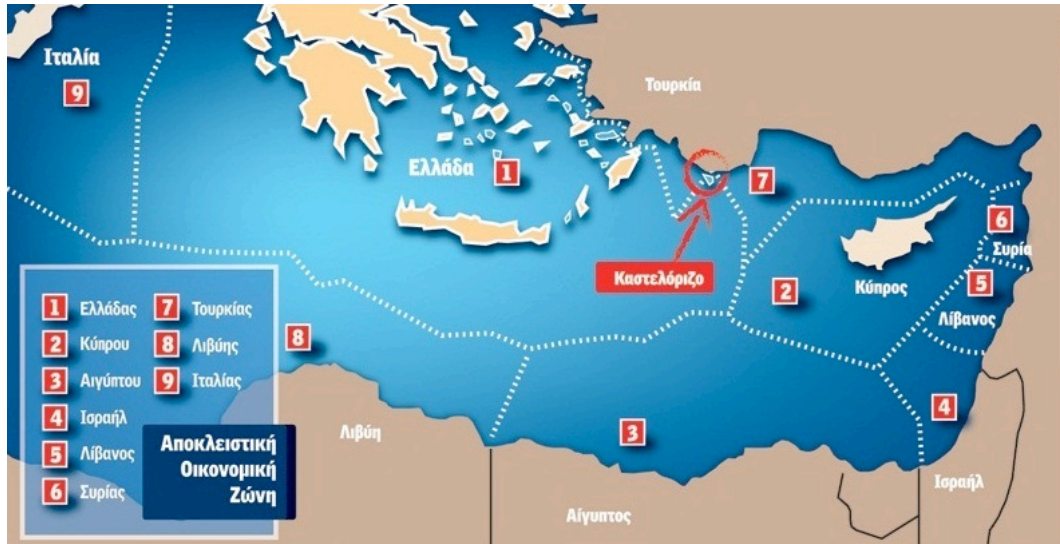 Ιταλία
9
Τουρκία
Ελλάδα
1
7
6
Συρία
Καστελόριζο
2
Κύπρος
5
Λίβανος
8
1 Ελλάδας
7 Τουρκίας
2 Κύπρου
8 Λιβύης
3 Αιγύπτου
9 Ιταλίας
4 Ισραήλ
5 Λίβανος
6 Συρίας
Αποκλειστική
Οικονομική
Ζώνη
Λιβύη
3
4
Ισραήλ
Αίγυπτος